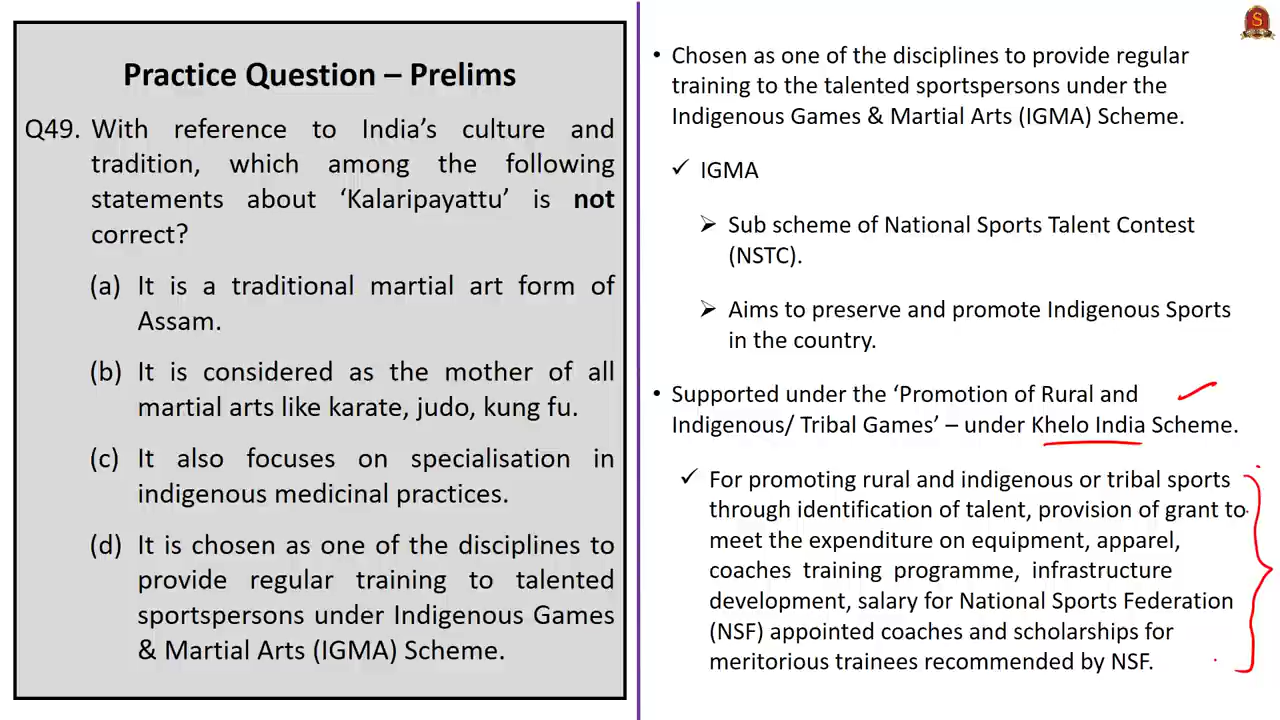 Practice Question – Prelims
Q49. With reference to India's culture and
tradition, which among the following
statements about 'Kalaripayattu' is not
correct?
(a) It is a traditional martial art form of
Assam.
(b) It is considered as the mother of all
martial arts like karate, judo, kung fu.
(c) It also focuses on specialisation in
indigenous medicinal practices.
(d) It is chosen as one of the disciplines to
provide regular training to talented
sportspersons under Indigenous Games
& Martial Arts (IGMA) Scheme.
• Chosen as one of the disciplines to provide regular
training to the talented sportspersons under the
Indigenous Games & Martial Arts (IGMA) Scheme.
✓ IGMA
➢ Sub scheme of National Sports Talent Contest
(NSTC).
➢ Aims to preserve and promote Indigenous Sports
in the country.
• Supported under the 'Promotion of Rural and
Indigenous/ Tribal Games' – under Khelo India Scheme.
✓ For promoting rural and indigenous or tribal sports
through identification of talent, provision of grant to
meet the expenditure on equipment, apparel,
coaches training programme, infrastructure
development, salary for National Sports Federation
(NSF) appointed coaches and scholarships for
meritorious trainees recommended by NSF.